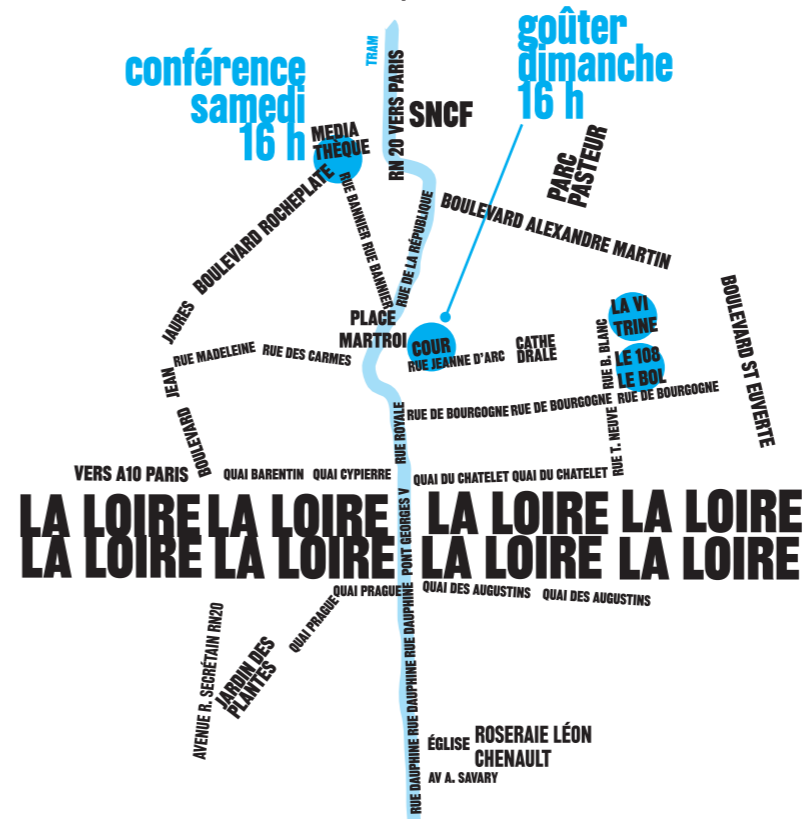 conférence
samedi
16 h
goûter
dimanche
16 h
TRAM
RN 20 VERS PARIS
SNCF
MEDIA
THÈQUE
PARC
PASTEUR
BOULEVARD ROCHEPLATE
RUE BANNIER RUE BANNIER
RUE DE LA RÉPUBLIQUE
BOULEVARD ALEXANDRE MARTIN
BOULEVARD JEAN JAURES
PLACE
MARTROI
COUR
LA VI
TRINE
RUE MADELEINE
RUE DES CARMES
RUE JEANNE D'ARC
CATHE
DRALE
RUE B. BLANC
LE 108
LE BOL
BOULEVARD ST EUVERTE
RUE ROYALE
RUE DE BOURGOGNE RUE DE BOURGOGNE RUE DE BOURGOGNE
RUE T. NEUVE
VERS A10 PARIS
QUAI BARENTIN QUAI CYPIERRE
QUAI DU CHATELET QUAI DU CHATELET
LA LOIRE LA LOIRE LA LOIRE LA LOIRE
LA LOIRE LA LOIRE LA LOIRE LA LOIRE
PONT GEORGES V
QUAI PRAGUE QUAI PRAGUE
QUAI DES AUGUSTINS QUAI DES AUGUSTINS
AVENUE R. SECRÉTAIN RN20
JARDIN DES
PLANTES
RUE DAUPHINE RUE DAUPHINE RUE DAUPHINE
ÉGLISE
ROSERAIE LÉON
CHENAULT
AV A. SAVARY